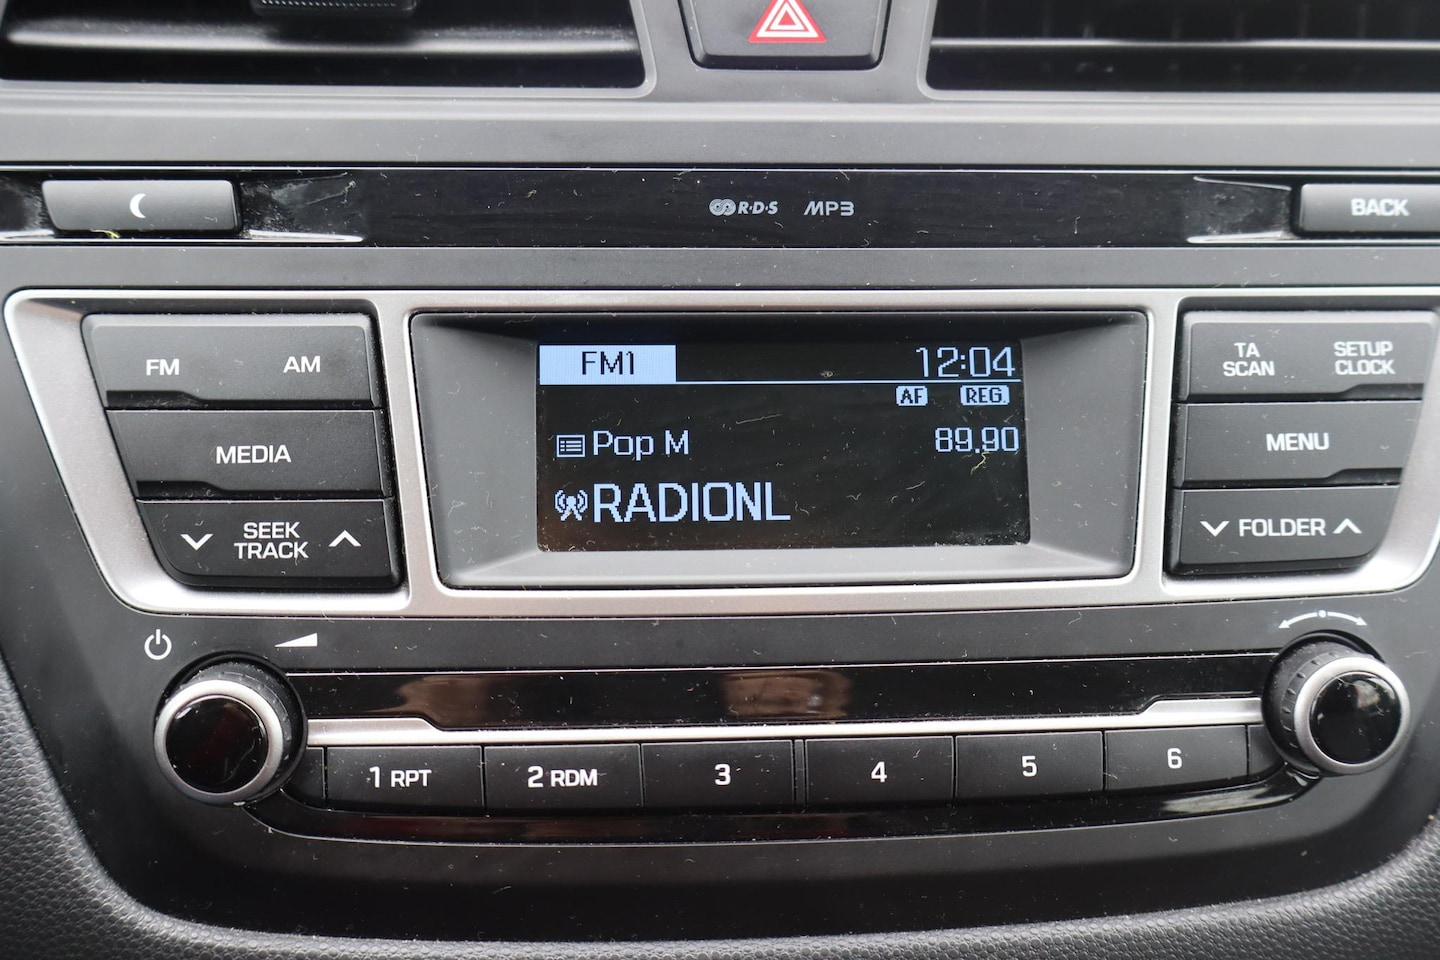 R·D·S MP3
BACK
FM AM
MEDIA
SEEK
TRACK
FM1 12:04
AF REG.
Pop M 89.90
RADIONL
TA
SCAN
SETUP
CLOCK
MENU
FOLDER
1 RPT 2 RDM 3 4 5 6